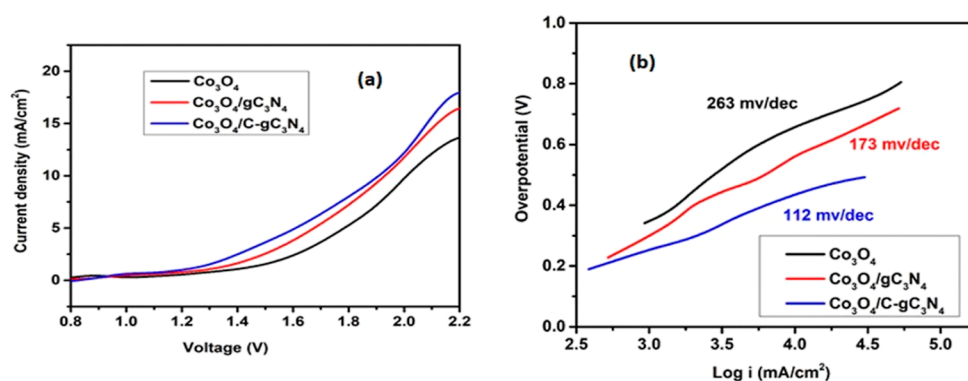 (a)
Co₃O₄
Co₃O₄/gC₃N₄
Co₃O₄/C-gC₃N₄
Current density (mA/cm²)
20
15
10
5
0
0.8 1.0 1.2 1.4 1.6 1.8 2.0 2.2
Voltage (V)
(b)
263 mv/dec
173 mv/dec
112 mv/dec
Co₃O₄
Co₃O₄/gC₃N₄
Co₃O₄/C-gC₃N₄
Overpotential (V)
1.0
0.8
0.6
0.4
0.2
0.0
2.5 3.0 3.5 4.0 4.5 5.0
Log i (mA/cm²)